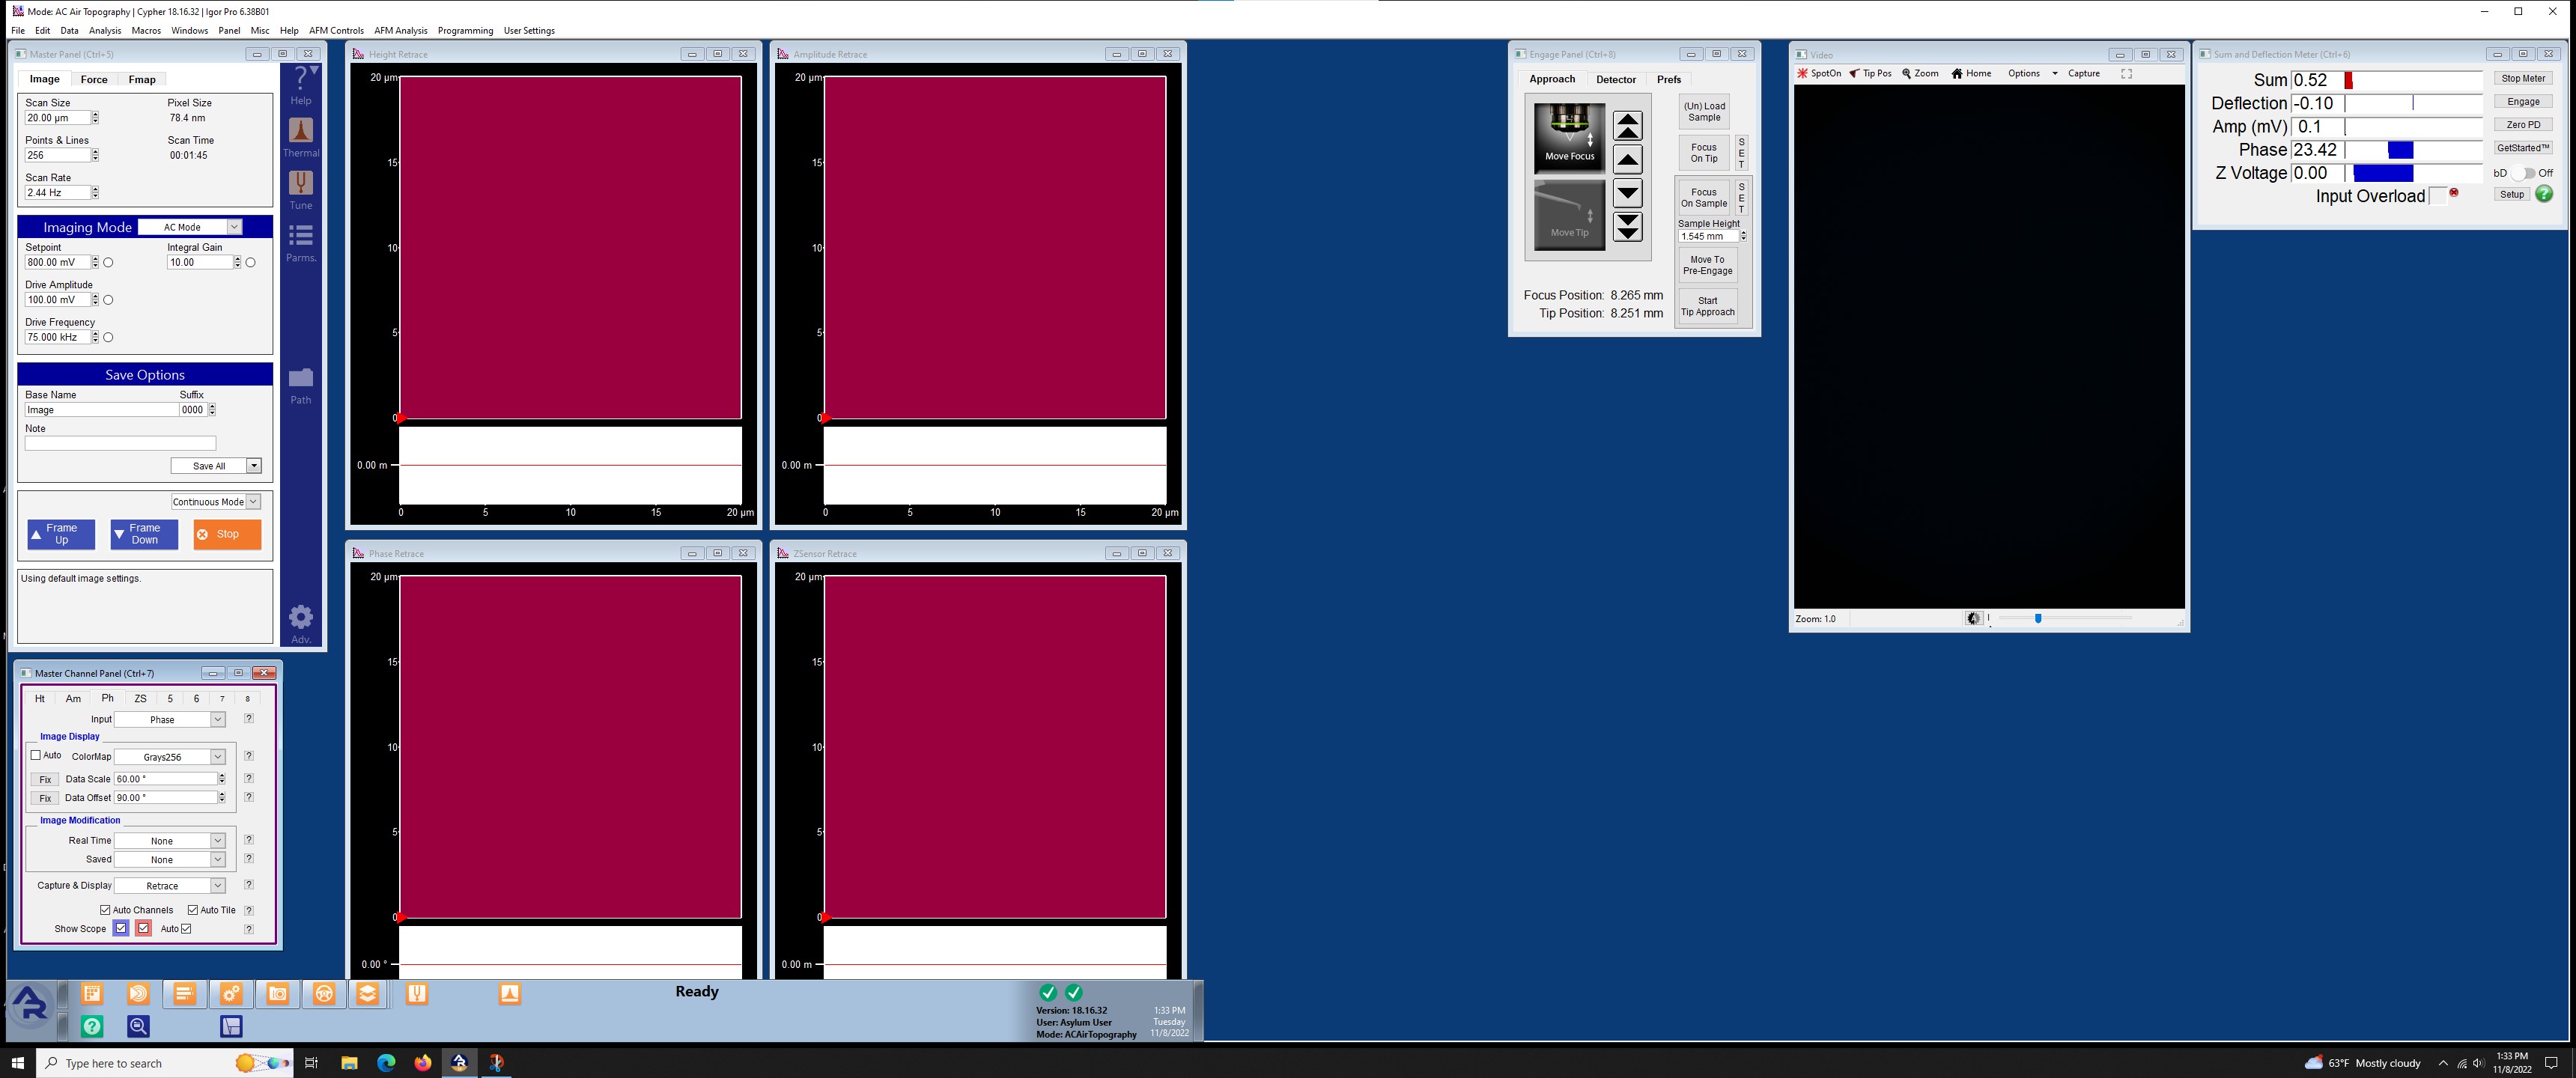 Mode: AC Air Topography | Cypher 18.16.32 | Igor Pro 6.38B01
File Edit Data Analysis Macros Windows Panel Misc Help AFM Controls AFM Analysis Programming User Settings
Master Panel (Ctrl+5)
Image Force Fmap
Scan Size Pixel Size
20.00 µm 78.4 nm
Points & Lines Scan Time
256 00:01:45
Scan Rate
2.44 Hz
Imaging Mode AC Mode
Setpoint Integral Gain
800.00 mV 10.00
Drive Amplitude
100.00 mV
Drive Frequency
75.000 kHz
Save Options
Base Name Suffix
Image 0000
Note
Save All
Continuous Mode
Frame Up
Frame Down
Stop
Using default image settings.
?
Help
Thermal
Tune
Parms.
Path
Adv.
Master Channel Panel (Ctrl+7)
Ht Am Ph ZS 5 6 7 8
Input Phase ?
Image Display
Auto ColorMap Grays256 ?
Fix Data Scale 60.00 ° ?
Fix Data Offset 90.00 ° ?
Image Modification
Real Time None ?
Saved None ?
Capture & Display Retrace ?
Auto Channels Auto Tile ?
Show Scope Auto ?
Height Retrace
20 µm
15
10
5
0
0.00 m
0 5 10 15 20 µm
Amplitude Retrace
20 µm
15
10
5
0
0.00 m
0 5 10 15 20 µm
Phase Retrace
20 µm
15
10
5
0
0.00 °
ZSensor Retrace
20 µm
15
10
5
0
0.00 m
Engage Panel (Ctrl+8)
Approach Detector Prefs
Move Focus
Move Tip
(Un) Load
Sample
Focus
On Tip
SET
Focus
On Sample
SET
Sample Height
1.545 mm
Move To
Pre-Engage
Start
Tip Approach
Focus Position: 8.265 mm
Tip Position: 8.251 mm
Video
SpotOn Tip Pos Zoom Home Options Capture
Zoom: 1.0
Sum and Deflection Meter (Ctrl+6)
Sum 0.52 Stop Meter
Deflection -0.10 Engage
Amp (mV) 0.1 Zero PD
Phase 23.42 GetStarted™
Z Voltage 0.00 bD Off
Input Overload Setup ?
AR
Ready
Version: 18.16.32
User: Asylum User
Mode: ACAirTopography
1:33 PM
Tuesday
11/8/2022
Type here to search
63°F Mostly cloudy
1:33 PM
11/8/2022